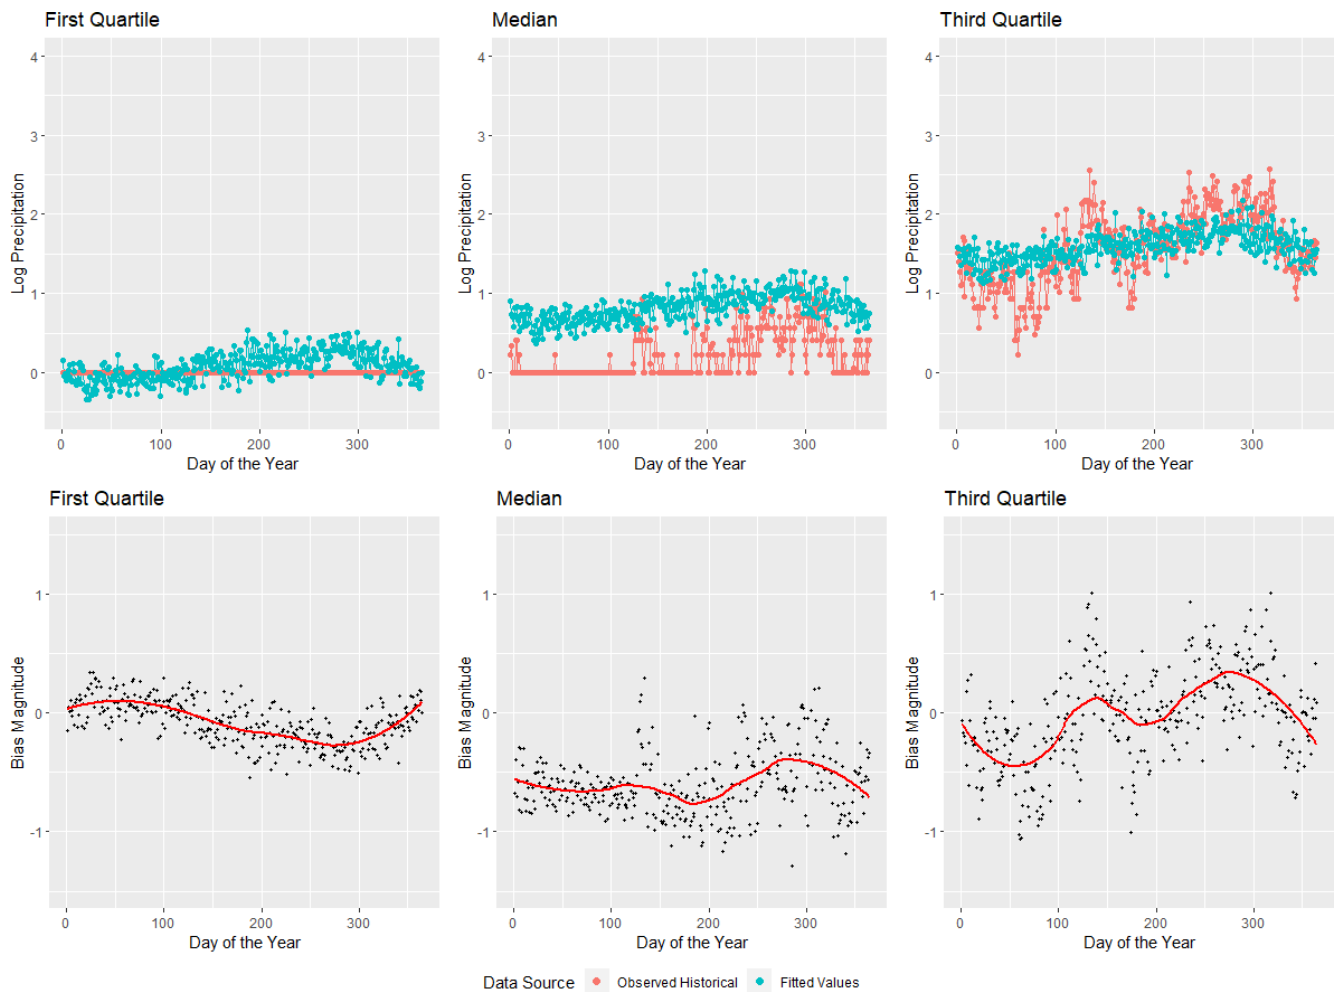 First Quartile
Median
Third Quartile
Log Precipitation
4
3
2
1
0
0
100
200
300
Day of the Year
Log Precipitation
4
3
2
1
0
0
100
200
300
Day of the Year
Log Precipitation
4
3
2
1
0
0
100
200
300
Day of the Year
First Quartile
Median
Third Quartile
Bias Magnitude
1
0
-1
0
100
200
300
Day of the Year
Bias Magnitude
1
0
-1
0
100
200
300
Day of the Year
Bias Magnitude
1
0
-1
0
100
200
300
Day of the Year
Data Source Observed Historical Fitted Values